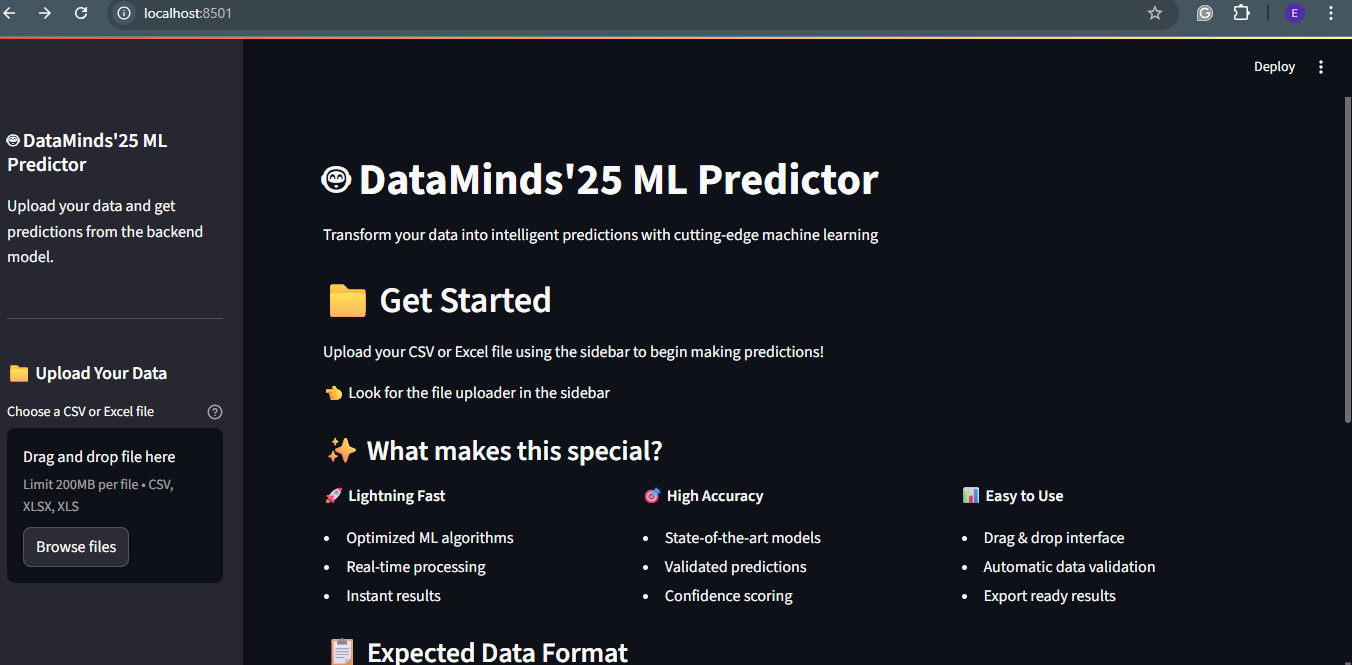 localhost:8501
E
Deploy
DataMinds'25 ML
Predictor
Upload your data and get
predictions from the backend
model.
Upload Your Data
Choose a CSV or Excel file
Drag and drop file here
Limit 200MB per file • CSV,
XLSX, XLS
Browse files
DataMinds'25 ML Predictor
Transform your data into intelligent predictions with cutting-edge machine learning
Get Started
Upload your CSV or Excel file using the sidebar to begin making predictions!
Look for the file uploader in the sidebar
What makes this special?
Lightning Fast
• Optimized ML algorithms
• Real-time processing
• Instant results
High Accuracy
• State-of-the-art models
• Validated predictions
• Confidence scoring
Easy to Use
• Drag & drop interface
• Automatic data validation
• Export ready results
Expected Data Format